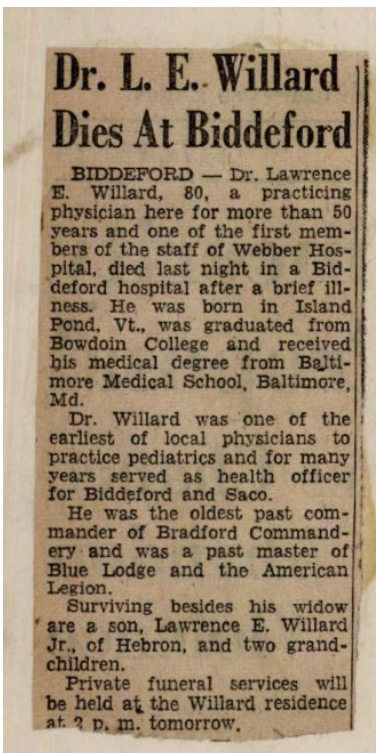 Dr. L. E. Willard
Dies At Biddeford
BIDDEFORD — Dr. Lawrence
E. Willard, 80, a practicing
physician here for more than 50
years and one of the first mem-
bers of the staff of Webber Hos-
pital, died last night in a Bid-
deford hospital after a brief ill-
ness. He was born in Island
Pond, Vt., was graduated from
Bowdoin College and received
his medical degree from Balti-
more Medical School, Baltimore,
Md.
Dr. Willard was one of the
earliest of local physicians to
practice pediatrics and for many
years served as health officer
for Biddeford and Saco.
He was the oldest past com-
mander of Bradford Command-
ery and was a past master of
Blue Lodge and the American
Legion.
Surviving besides his widow
are a son, Lawrence E. Willard
Jr., of Hebron, and two grand-
children.
Private funeral services will
be held at the Willard residence
at 2 p. m. tomorrow.